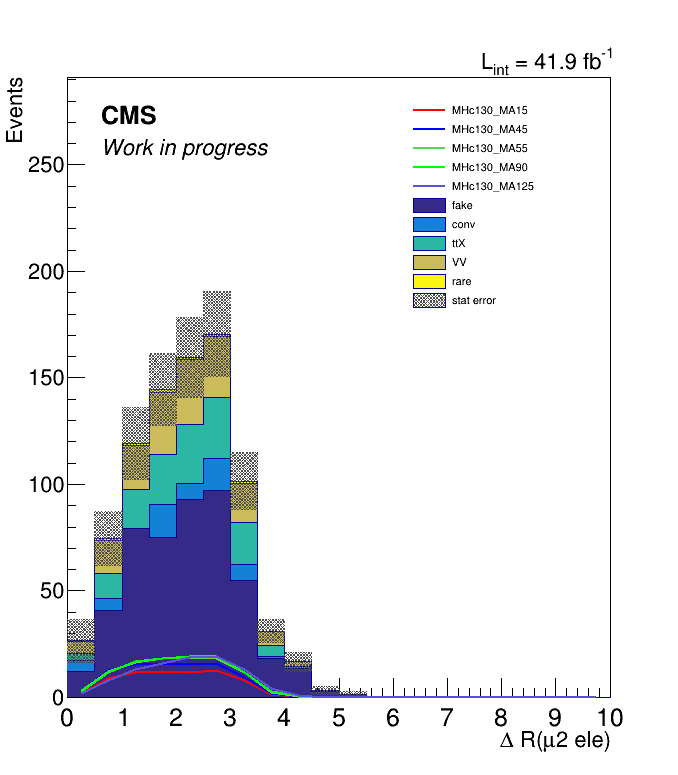 L_int = 41.9 fb^-1
Events
CMS
Work in progress
MHc130_MA15
MHc130_MA45
MHc130_MA55
MHc130_MA90
MHc130_MA125
fake
conv
ttX
VV
rare
stat error
250
200
150
100
50
0
0 1 2 3 4 5 6 7 8 9 10
Δ R(μ2 ele)